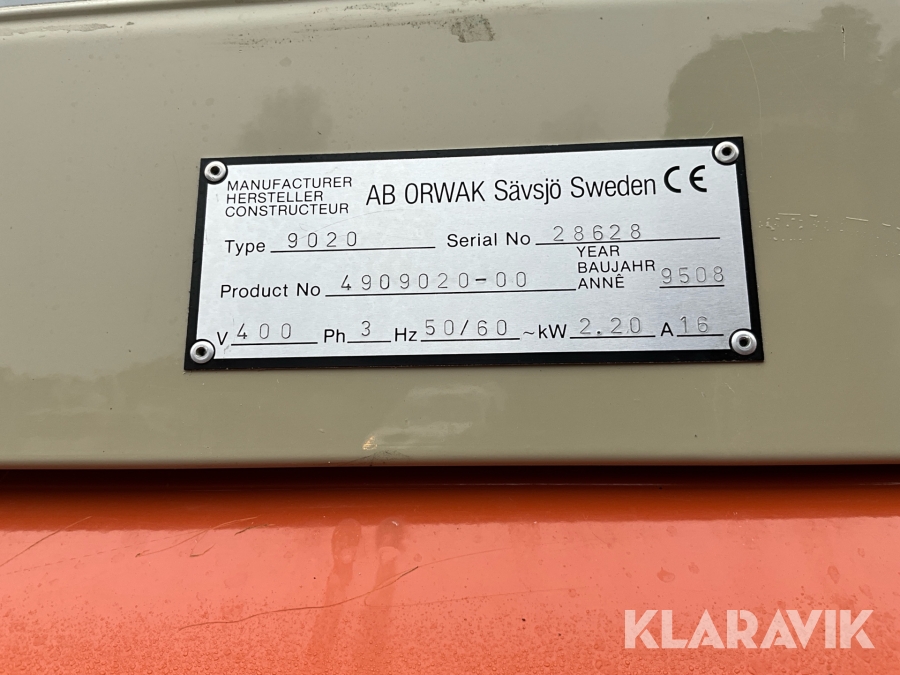 MANUFACTURER
HERSTELLER
CONSTRUCTEUR
AB ORWAK Sävsjö Sweden CE
Type 9020 Serial No 28628
Product No 4909020-00 YEAR
BAUJAHR
ANNÊ 9508
V 400 Ph 3 Hz 50/60 ~kW 2.20 A 16
KLARAVIK